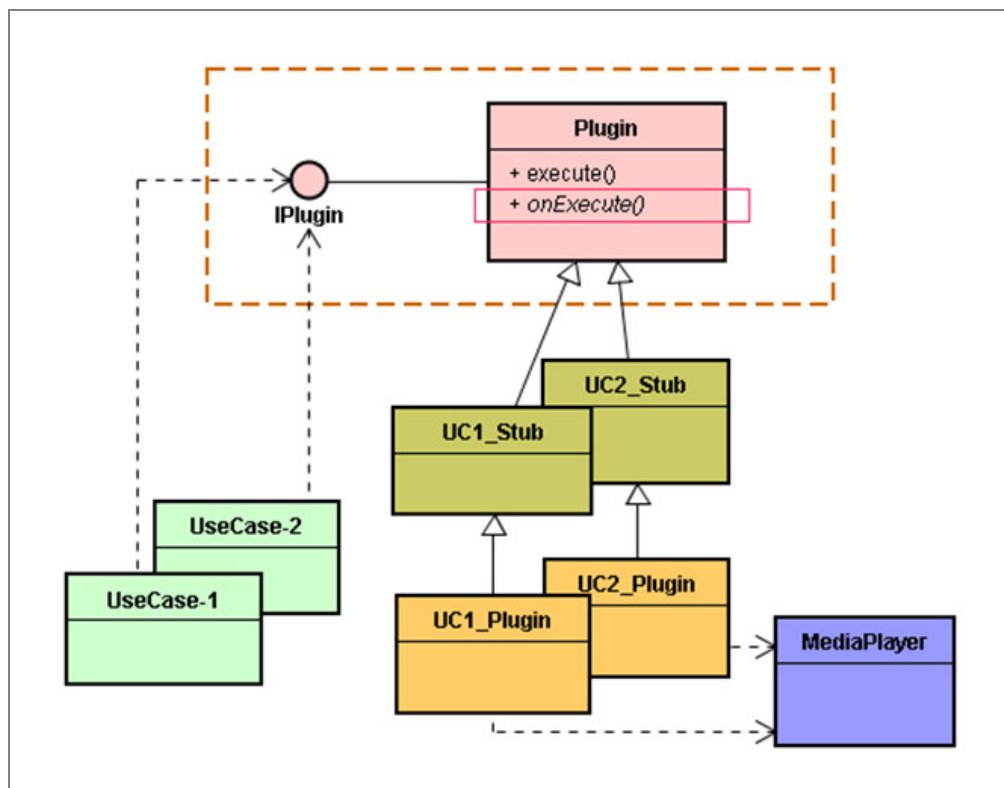 Plugin
+ execute()
+ onExecute()
IPlugin
UC2_Stub
UC1_Stub
UseCase-2
UseCase-1
UC2_Plugin
UC1_Plugin
MediaPlayer